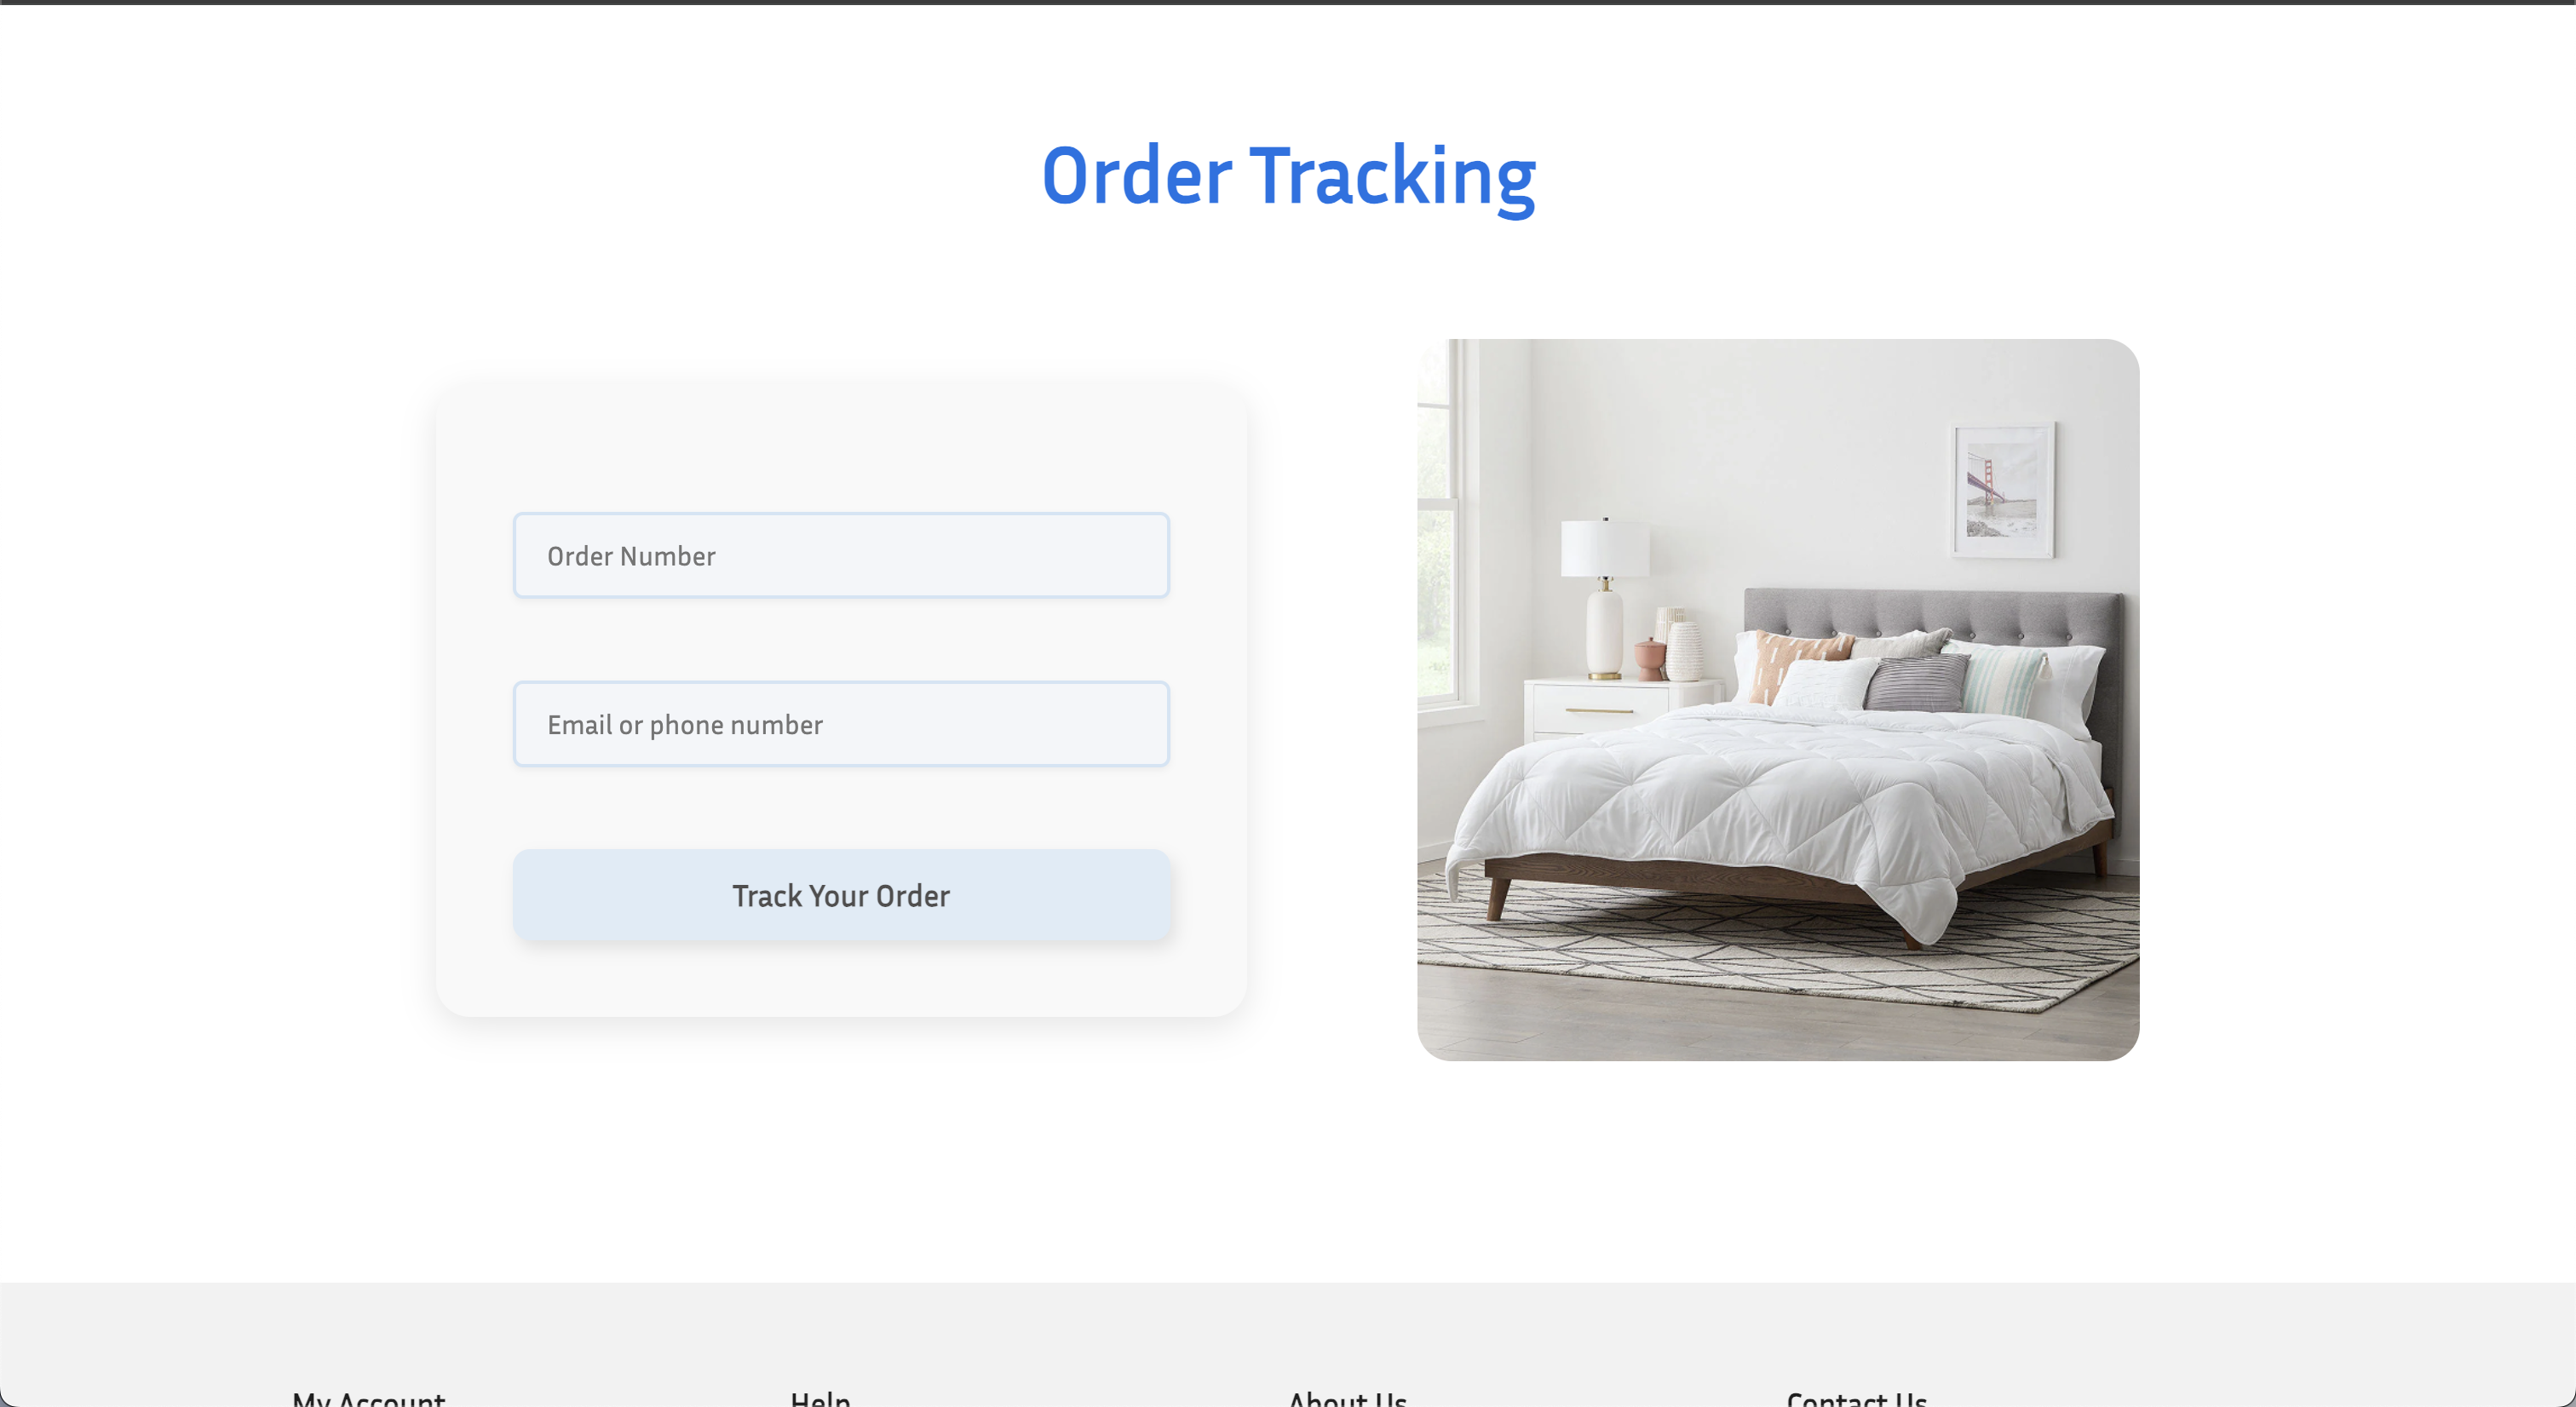 Order Tracking
Order Number
Email or phone number
Track Your Order
My Account
Help
About Us
Contact Us